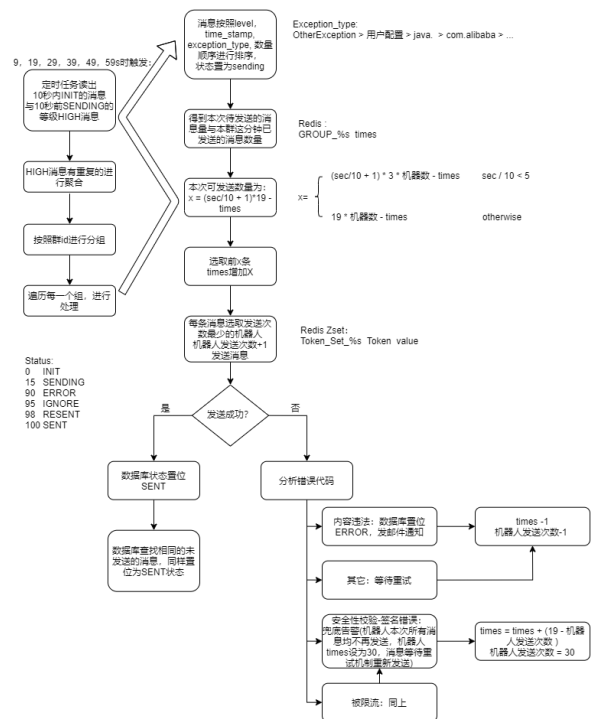 9，19，29，39，49，59s时触发：
定时任务读出
10秒内INIT的消息
与10秒前SENDING的
等级HIGH消息
HIGH消息有重复的进
行聚合
按照群id进行分组
遍历每一个组，进行
处理
消息按照level，
time_stamp，
exception_type, 数量
顺序进行排序，
状态置为sending
Exception_type:
OtherException > 用户配置 > java. > com.alibaba > ...
得到本次待发送的消
息量与本群这分钟已
发送的消息数量
Redis :
GROUP_%s times
本次可发送数量为：
x = (sec/10 + 1)*19 -
times
x=
(sec/10 + 1) * 3 * 机器数 - times sec / 10 < 5
19 * 机器数 - times otherwise
选取前x条
times增加X
每条消息选取发送次
数最少的机器人
机器人发送次数+1
发送消息
Redis Zset：
Token_Set_%s Token value
Status:
0 INIT
15 SENDING
90 ERROR
95 IGNORE
98 RESENT
100 SENT
发送成功？
是
否
数据库状态置位
SENT
数据库查找相同的未
发送的消息，同样置
位为SENT状态
分析错误代码
内容违法：数据库置位
ERROR，发邮件通知
times -1
机器人发送次数-1
其它：等待重试
安全性校验-签名错误：
兜底告警(机器人本次所有消
息均不再发送，机器人
times设为30，消息等待重
试机制重新发送)
times = times + (19 - 机器
人发送次数 )
机器人发送次数 = 30
被限流：同上